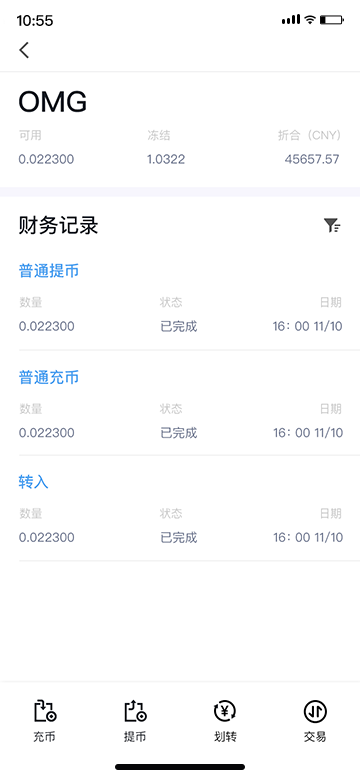 10:55
OMG
可用 冻结 折合（CNY）
0.022300 1.0322 45657.57
财务记录
普通提币
数量 状态 日期
0.022300 已完成 16：00 11/10
普通充币
数量 状态 日期
0.022300 已完成 16：00 11/10
转入
数量 状态 日期
0.022300 已完成 16：00 11/10
充币 提币 划转 交易